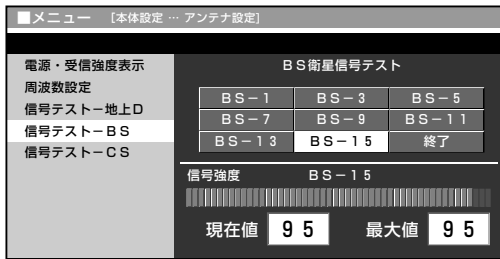 ■メニュー ［本体設定 … アンテナ設定］
電源・受信強度表示
周波数設定
信号テストー地上D
信号テストーBS
信号テストーCS
BS衛星信号テスト
BS－1 BS－3 BS－5
BS－7 BS－9 BS－11
BS－13 BS－15 終了
信号強度 BS－15
現在値 95 最大値 95